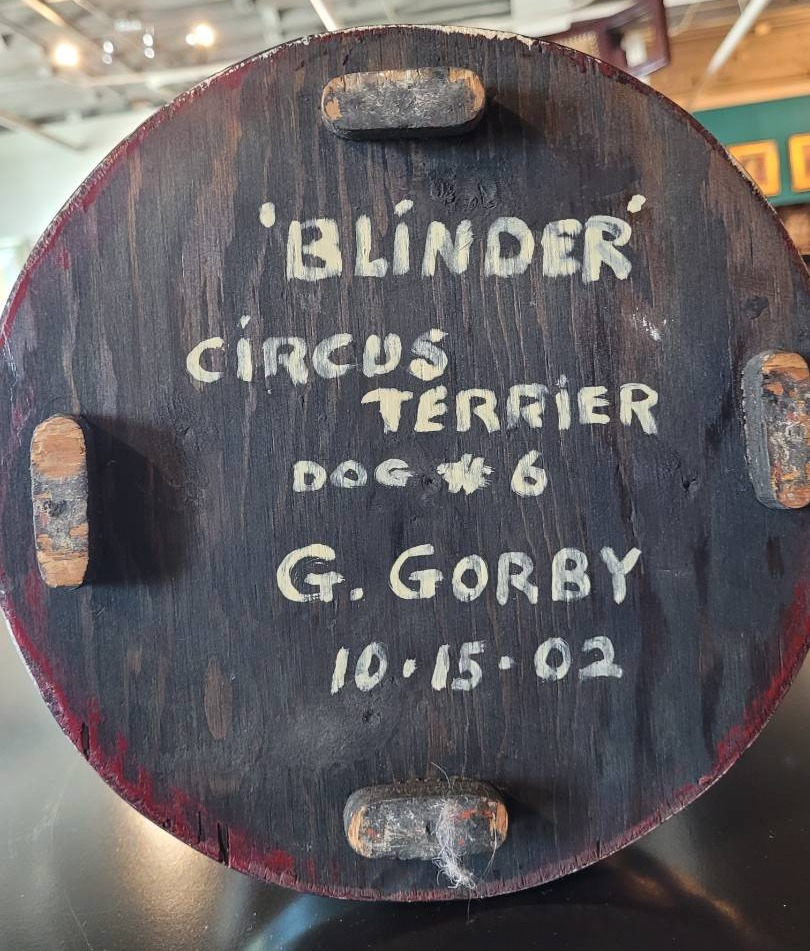 'BLINDER'
CIRCUS
TERRIER
DOG # 6
G. GORBY
10·15·02